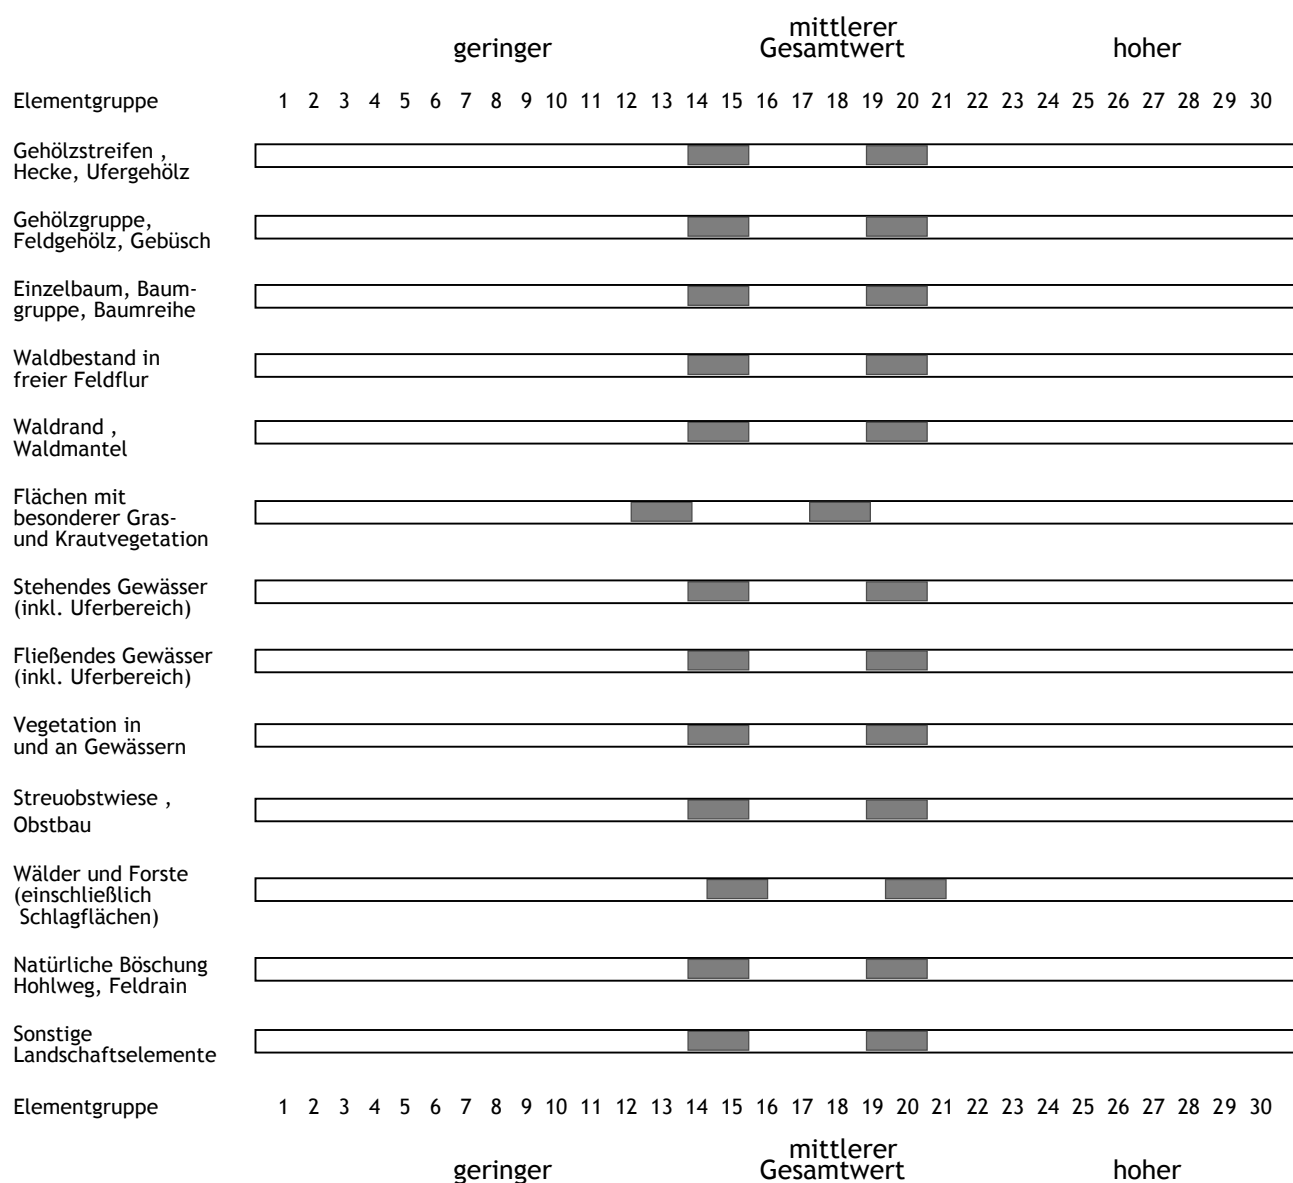 mittlerer
geringer Gesamtwert hoher
Elementgruppe 1 2 3 4 5 6 7 8 9 10 11 12 13 14 15 16 17 18 19 20 21 22 23 24 25 26 27 28 29 30
Gehölzstreifen ,
Hecke, Ufergehölz
Gehölzgruppe,
Feldgehölz, Gebüsch
Einzelbaum, Baum-
gruppe, Baumreihe
Waldbestand in
freier Feldflur
Waldrand ,
Waldmantel
Flächen mit
besonderer Gras-
und Krautvegetation
Stehendes Gewässer
(inkl. Uferbereich)
Fließendes Gewässer
(inkl. Uferbereich)
Vegetation in
und an Gewässern
Streuobstwiese ,
Obstbau
Wälder und Forste
(einschließlich
Schlagflächen)
Natürliche Böschung
Hohlweg, Feldrain
Sonstige
Landschaftselemente
Elementgruppe 1 2 3 4 5 6 7 8 9 10 11 12 13 14 15 16 17 18 19 20 21 22 23 24 25 26 27 28 29 30
mittlerer
geringer Gesamtwert hoher